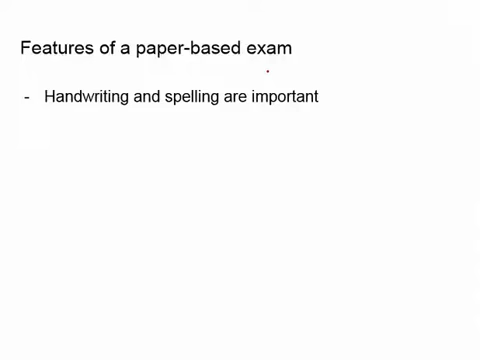 Features of a paper-based exam
- Handwriting and spelling are important